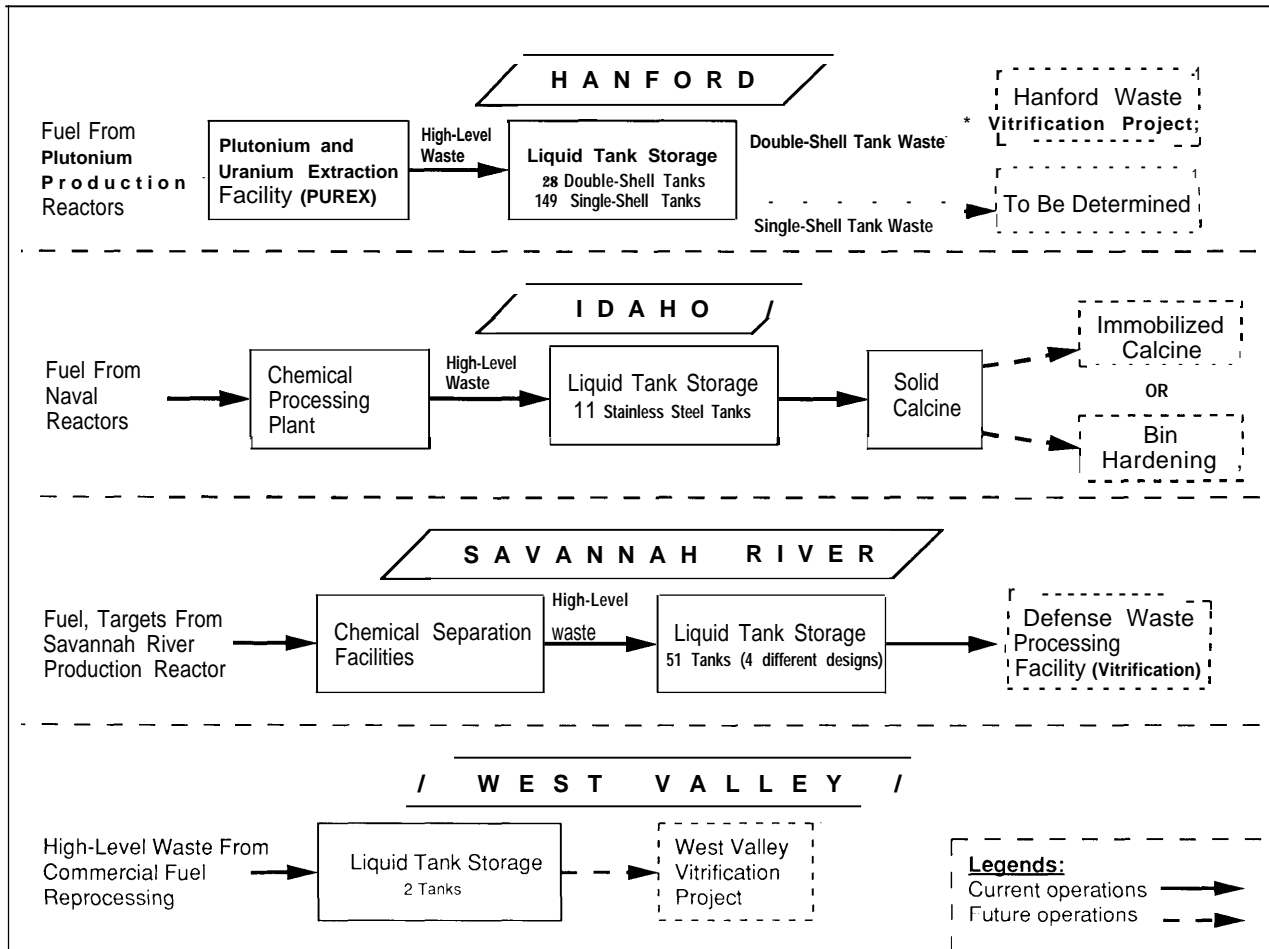 HANFORD
Fuel From
Plutonium
Production
Reactors
Plutonium and
Uranium Extraction
Facility (PUREX)
High-Level
Waste
Liquid Tank Storage
28 Double-Shell Tanks
149 Single-Shell Tanks
Double-Shell Tank Waste
Single-Shell Tank Waste
Hanford Waste
* Vitrification Project;
To Be Determined
IDAHO
Fuel From
Naval
Reactors
Chemical
Processing
Plant
High-Level
Waste
Liquid Tank Storage
11 Stainless Steel Tanks
Solid
Calcine
Immobilized
Calcine
OR
Bin
Hardening
SAVANNAH RIVER
Fuel, Targets From
Savannah River
Production Reactor
Chemical Separation
Facilities
High-Level
waste
Liquid Tank Storage
51 Tanks (4 different designs)
Defense Waste
Processing
Facility (Vitrification)
WEST VALLEY
High-Level Waste From
Commercial Fuel
Reprocessing
Liquid Tank Storage
2 Tanks
West Valley
Vitrification
Project
Legends:
Current operations
Future operations